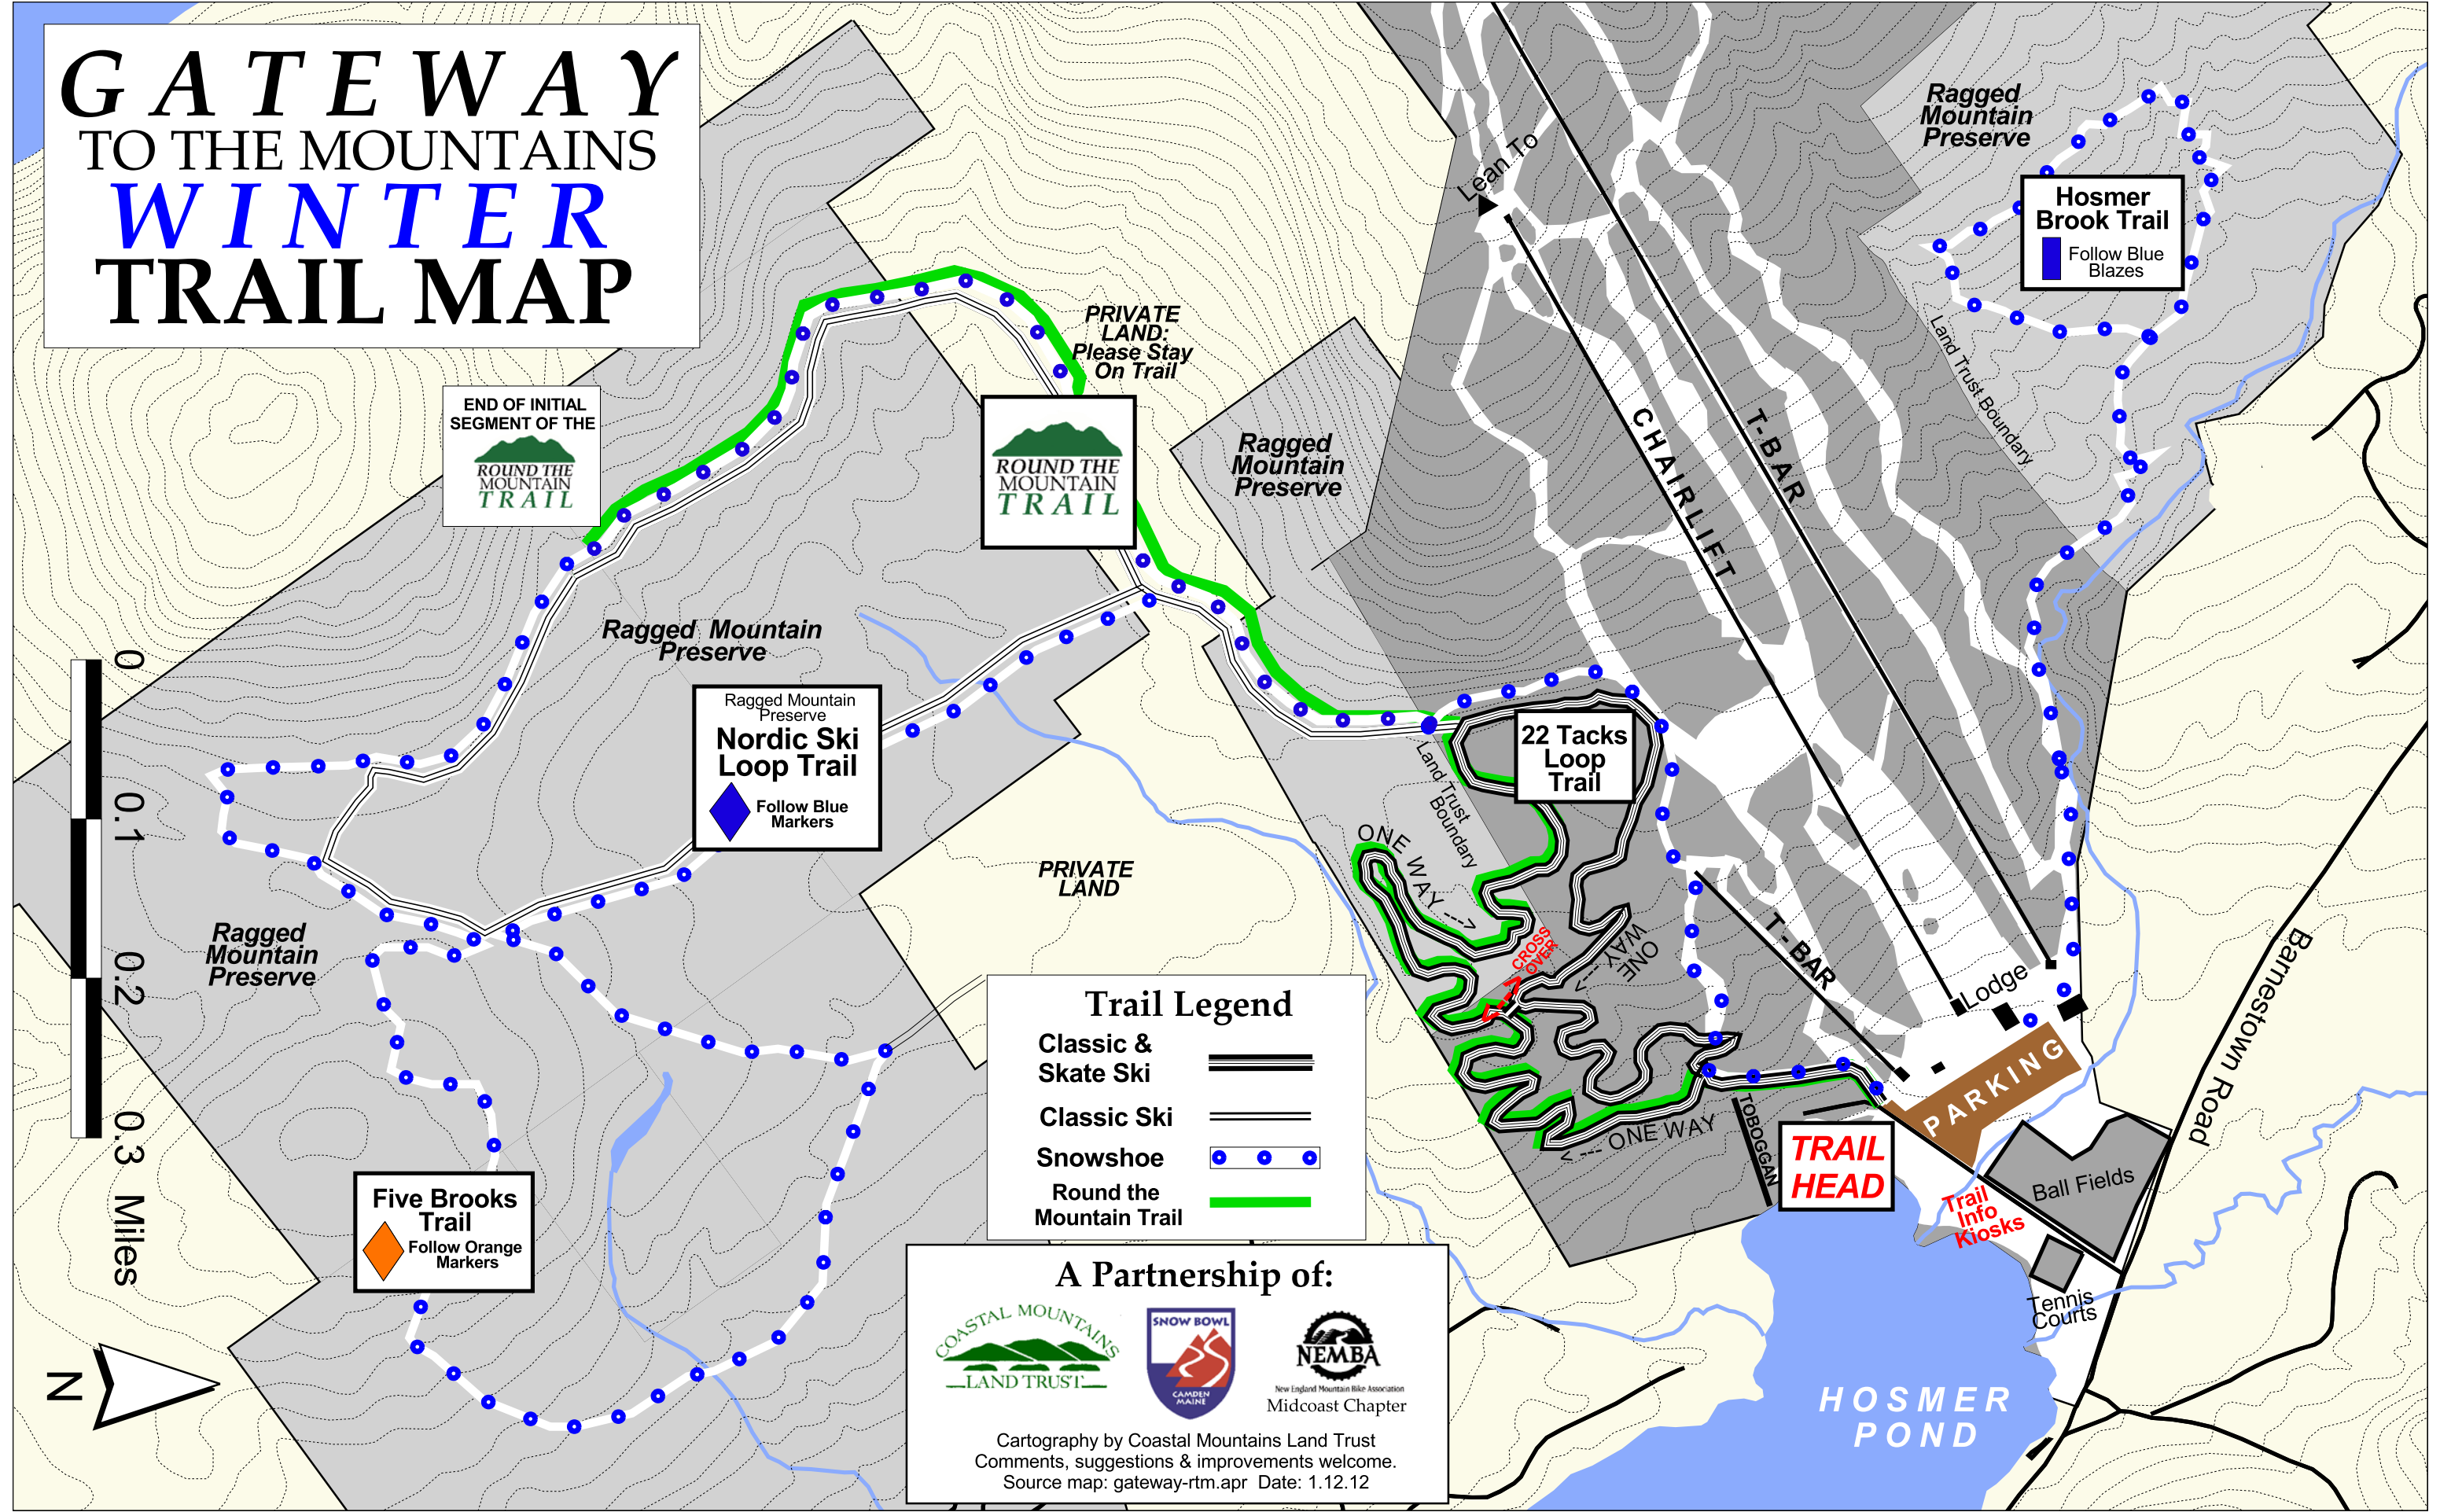 GATEWAY
TO THE MOUNTAINS
WINTER
TRAIL MAP
END OF INITIAL
SEGMENT OF THE
ROUND THE
MOUNTAIN
TRAIL
PRIVATE
LAND:
Please Stay
On Trail
ROUND THE
MOUNTAIN
TRAIL
Ragged
Mountain
Preserve
Lean To
CHAIRLIFT
T-BAR
Ragged
Mountain
Preserve
Hosmer
Brook Trail
Follow Blue
Blazes
Land Trust Boundary
Ragged Mountain
Preserve
Ragged Mountain
Preserve
Nordic Ski
Loop Trail
Follow Blue
Markers
22 Tacks
Loop
Trail
Land Trust
Boundary
ONE WAY --->
CROSS
OVER
ONE
WAY
--->
T-BAR
Lodge
PARKING
Barnestown Road
PRIVATE
LAND
Ragged
Mountain
Preserve
0
0.1
0.2
0.3 Miles
N
Five Brooks
Trail
Follow Orange
Markers
Trail Legend
Classic &
Skate Ski
Classic Ski
Snowshoe
Round the
Mountain Trail
<--- ONE WAY
TOBOGGAN
TRAIL
HEAD
Trail
Info
Kiosks
Ball Fields
Tennis
Courts
HOSMER
POND
A Partnership of:
COASTAL MOUNTAINS
LAND TRUST
SNOW BOWL
CAMDEN
MAINE
NEMBA
New England Mountain Bike Association
Midcoast Chapter
Cartography by Coastal Mountains Land Trust
Comments, suggestions & improvements welcome.
Source map: gateway-rtm.apr Date: 1.12.12